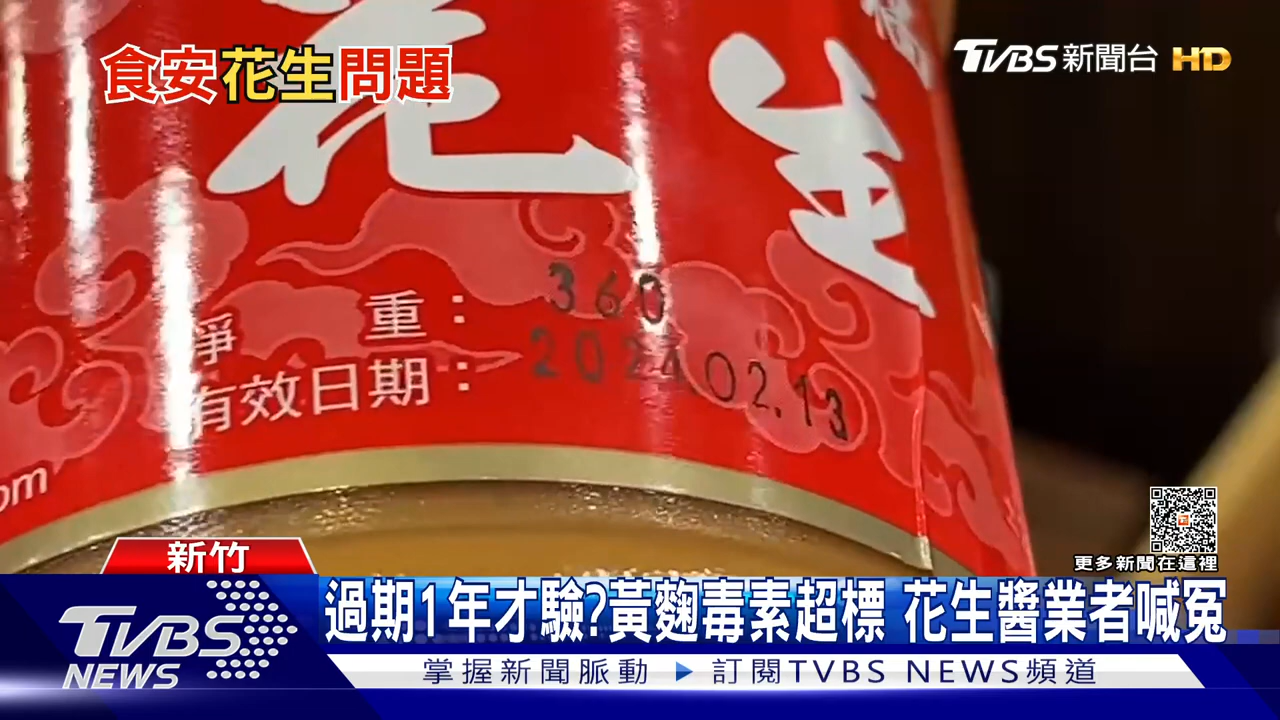 食安花生問題
TVBS新聞台 HD
花生
淨 重： 360
有效日期： 2024.02.13
om
更多新聞在這裡
新竹
過期1年才驗?黃麴毒素超標 花生醬業者喊冤
TVBS NEWS
掌握新聞脈動 ▶ 訂閱TVBS NEWS頻道